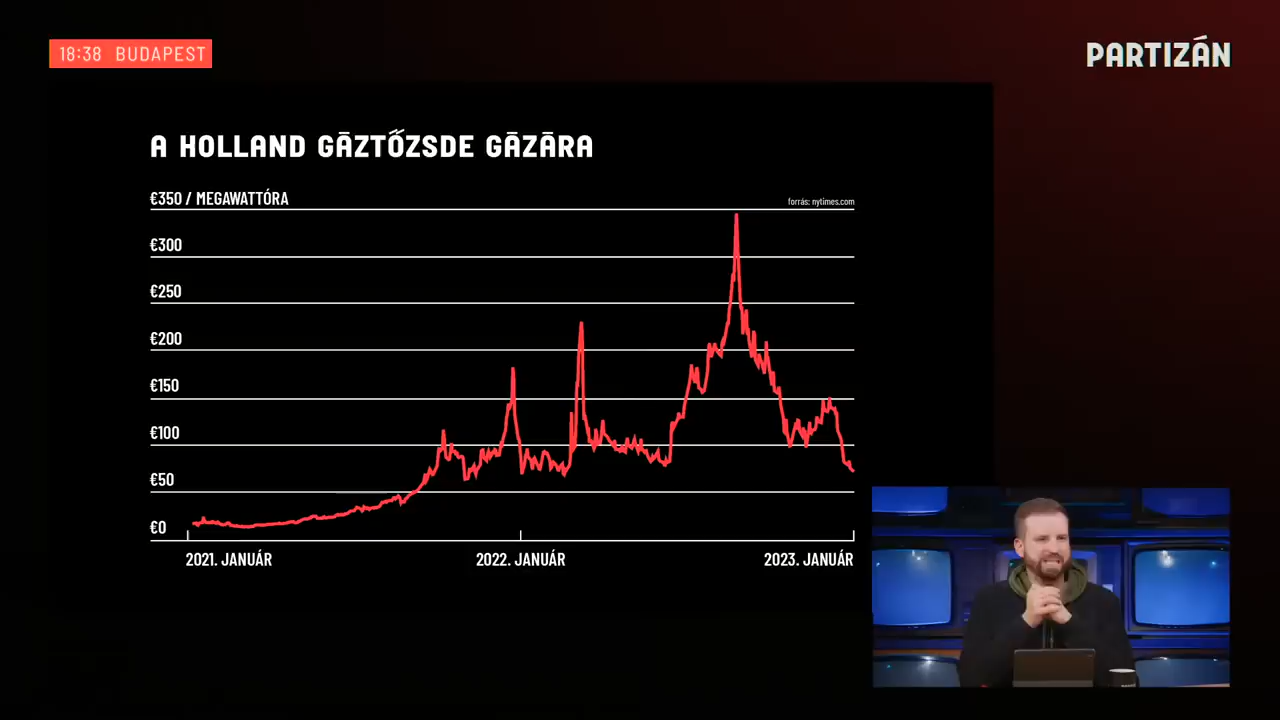 18:38 BUDAPEST
PARTIZÁN
A HOLLAND GÁZTŐZSDE GÁZÁRA
€350 / MEGAWATTÓRA
forrás: nytimes.com
€300
€250
€200
€150
€100
€50
€0
2021. JANUÁR
2022. JANUÁR
2023. JANUÁR